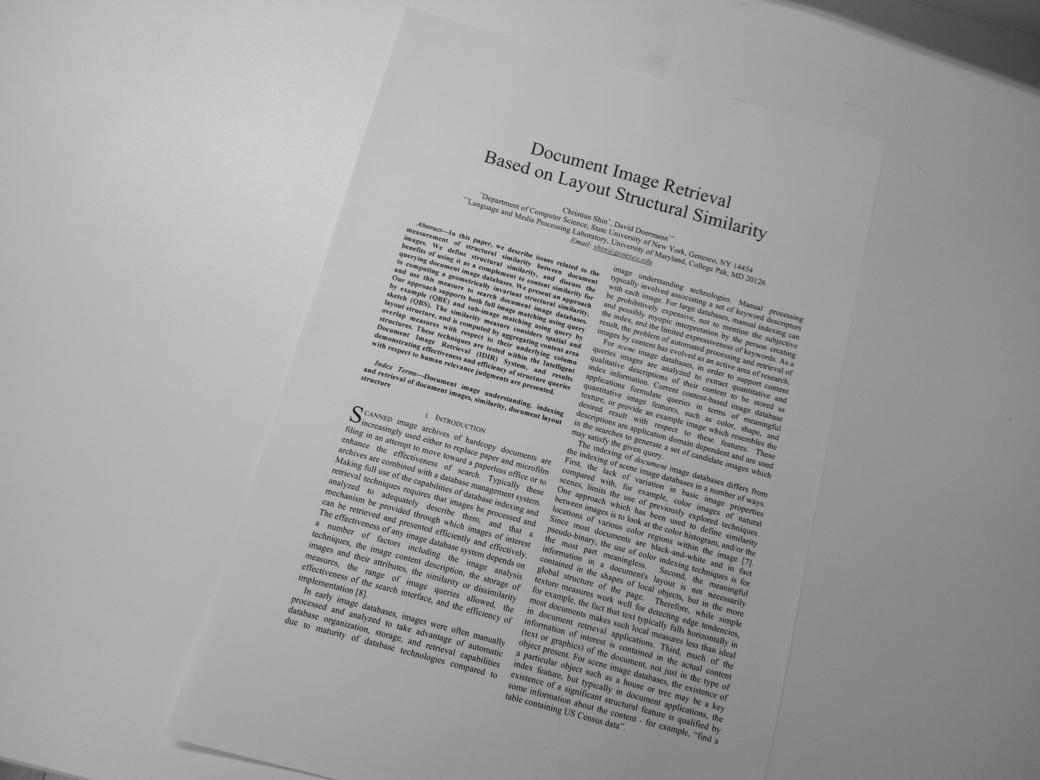 Document Image Retrieval
Based on Layout Structural Similarity
Christian Shin*, David Doermann**
*Department of Computer Science, State University of New York, Geneseo, NY 14454
**Language and Media Processing Laboratory, University of Maryland, College Pak, MD 20126
Email: shin@geneseo.edu
Abstract—In this paper, we describe issues related to the
measurement of structural similarity between document
images. We define structural similarity, and discuss the
benefits of using it as a complement to content similarity for
querying document image databases. We present an approach
to computing a geometrically invariant structural similarity,
and use this measure to search document image databases.
Our approach supports both full image matching using query
by example (QBE) and sub-image matching using query by
sketch (QBS). The similarity measure considers spatial and
layout structure, and is computed by aggregating content area
overlap measures with respect to their underlying column
structures. These techniques are tested within the Intelligent
Document Image Retrieval (IDIR) System, and results
demonstrating effectiveness and efficiency of structure queries
with respect to human relevance judgments are presented.
Index Terms—Document image understanding, indexing
and retrieval of document images, similarity, document layout
structure
I. INTRODUCTION
SCANNED image archives of hardcopy documents are
increasingly used either to replace paper and microfilm
filing in an attempt to move toward a paperless office or to
enhance the effectiveness of search. Typically these
archives are combined with a database management system.
Making full use of the capabilities of database indexing and
retrieval techniques requires that images be processed and
analyzed to adequately describe them, and that a
mechanism be provided through which images of interest
can be retrieved and presented efficiently and effectively.
The effectiveness of any image database system depends on
a number of factors including the image analysis
techniques, the image content description, the storage of
images and their attributes, the similarity or dissimilarity
measures, the range of image queries allowed, the
effectiveness of the search interface, and the efficiency of
implementation [8].
In early image databases, images were often manually
processed and analyzed to take advantage of automatic
database organization, storage, and retrieval capabilities
due to maturity of database technologies compared to
image understanding technologies. Manual processing
typically involved associating a set of keyword descriptors
with each image. For large databases, manual indexing can
be prohibitively expensive, not to mention the subjective
and possibly myopic interpretation by the person creating
the index, and the limited expressiveness of keywords. As a
result, the problem of automated processing and retrieval of
images by content has evolved as an active area of research.
For scene image databases, in order to support content
queries images are analyzed to extract quantitative and
qualitative descriptions of their content to be stored as
index information. Current content-based image database
applications formulate queries in terms of meaningful
quantitative image features, such as color, shape, and
texture, or provide an example image which resembles the
desired result with respect to these features. These
descriptions are application domain dependent and are used
in the searches to generate a set of candidate images which
may satisfy the given query.
The indexing of document image databases differs from
the indexing of scene image databases in a number of ways.
First, the lack of variation in basic image properties
compared with, for example, color images of natural
scenes, limits the use of previously explored techniques.
One approach which has been used to define similarity
between images is to look at the color histogram, and/or the
locations of various color regions within the image [7].
Since most documents are black-and-white and in fact
pseudo-binary, the use of color indexing techniques is for
the most part meaningless. Second, the meaningful
information in a document's layout is not necessarily
contained in the shapes of local objects, but in the more
global structure of the page. Therefore, while simple
texture measures work well for detecting edge tendencies,
for example, the fact that text typically falls horizontally in
most documents makes such local measures less than ideal
in document retrieval applications. Third, much of the
information of interest is contained in the actual content
(text or graphics) of the document, not just in the type of
object present. For scene image databases, the existence of
a particular object such as a house or tree may be a key
index feature, but typically in document applications, the
existence of a significant structural feature is qualified by
some information about the content - for example, "find a
table containing US Census data".